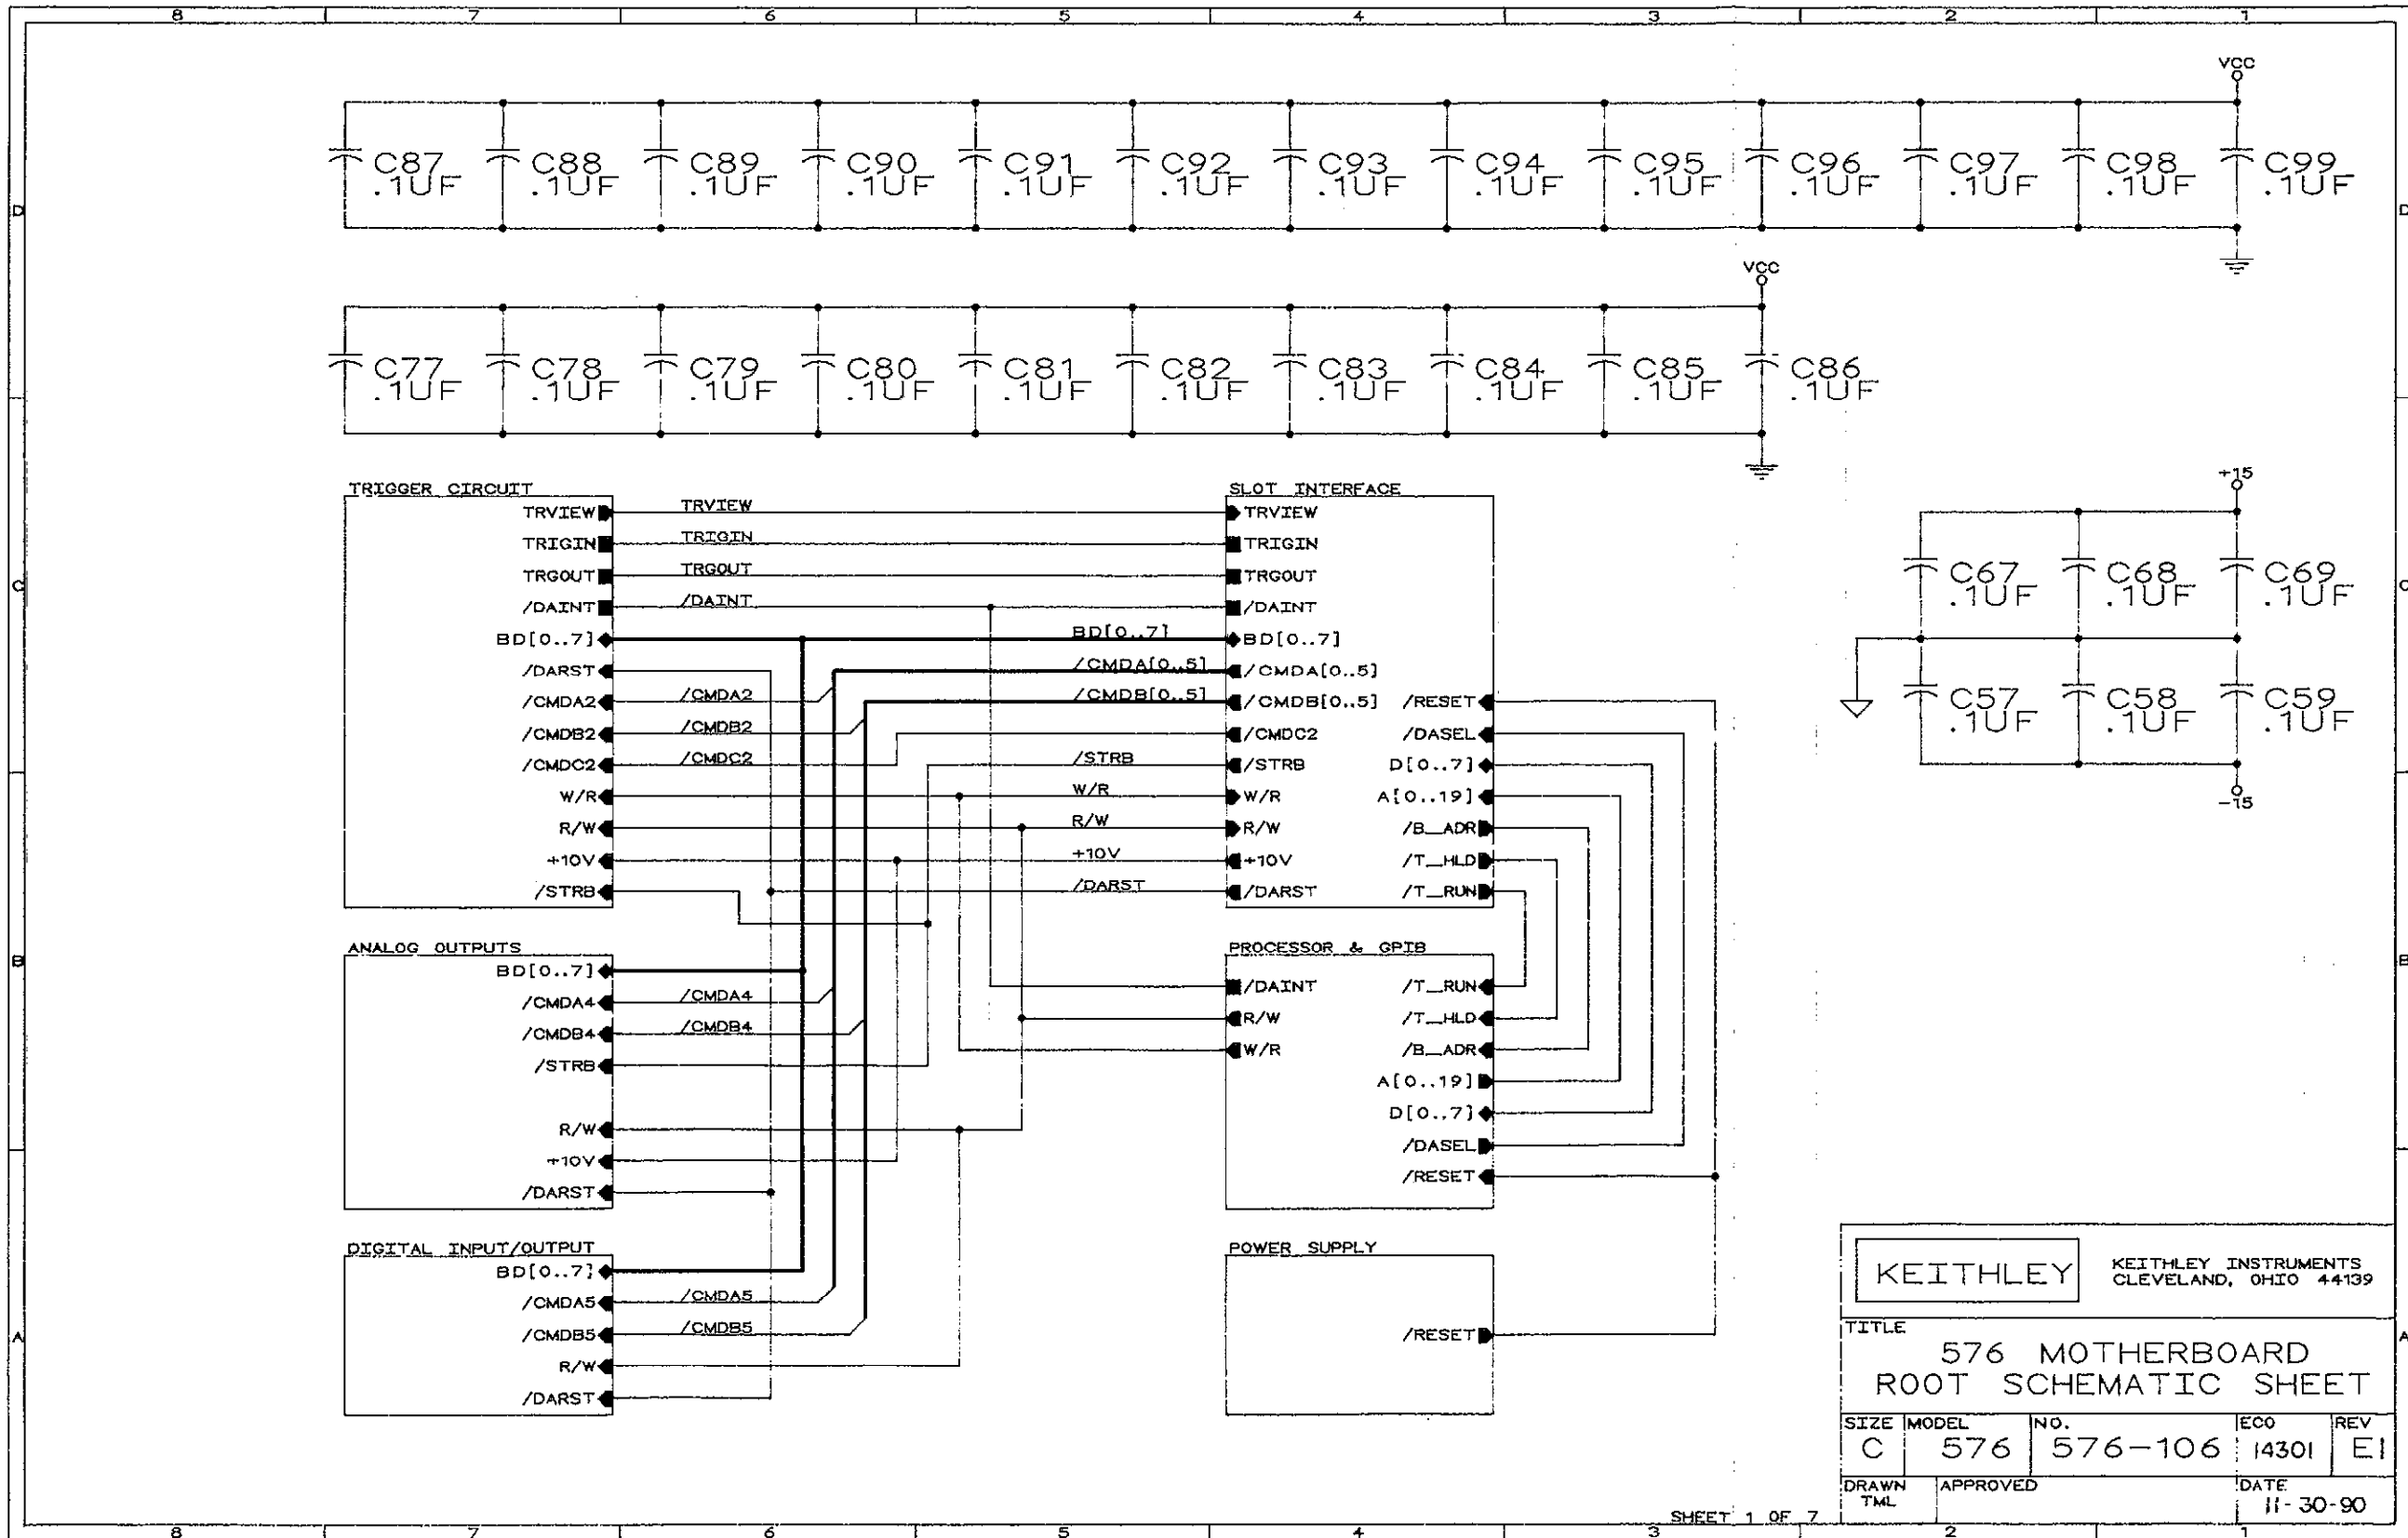 8 7 6 5 4 3 2 1
VCC
C87 C88 C89 C90 C91 C92 C93 C94 C95 C96 C97 C98 C99
.1UF .1UF .1UF .1UF .1UF .1UF .1UF .1UF .1UF .1UF .1UF .1UF .1UF
D D
VCC
C77 C78 C79 C80 C81 C82 C83 C84 C85 C86
.1UF .1UF .1UF .1UF .1UF .1UF .1UF .1UF .1UF .1UF
TRIGGER CIRCUIT
TRVIEW
TRIGIN
TRGOUT
/DAINT
BD[0..7]
/DARST
/CMDA2
/CMDB2
/CMDC2
W/R
R/W
+10V
/STRB
TRVIEW
TRIGIN
TRGOUT
/DAINT
/CMDA2
/CMDB2
/CMDC2
BD[0..7]
/CMDA[0..5]
/CMDB[0..5]
/STRB
W/R
R/W
+10V
/DARST
SLOT INTERFACE
TRVIEW
TRIGIN
TRGOUT
/DAINT
BD[0..7]
/CMDA[0..5]
/CMDB[0..5]
/CMDC2
/STRB
W/R
R/W
+10V
/DARST
/RESET
/DASEL
D[0..7]
A[0..19]
/B_ADR
/T_HLD
/T_RUN
+15
C67 C68 C69
.1UF .1UF .1UF
C57 C58 C59
.1UF .1UF .1UF
-15
C C
ANALOG OUTPUTS
BD[0..7]
/CMDA4
/CMDB4
/STRB
R/W
+10V
/DARST
/CMDA4
/CMDB4
PROCESSOR & GPIB
/DAINT
R/W
W/R
/T_RUN
/T_HLD
/B_ADR
A[0..19]
D[0..7]
/DASEL
/RESET
B B
DIGITAL INPUT/OUTPUT
BD[0..7]
/CMDA5
/CMDB5
R/W
/DARST
/CMDA5
/CMDB5
POWER SUPPLY
/RESET
A A
KEITHLEY
KEITHLEY INSTRUMENTS
CLEVELAND, OHIO 44139
TITLE
576 MOTHERBOARD
ROOT SCHEMATIC SHEET
SIZE MODEL NO. ECO REV
C 576 576-106 14301 E1
DRAWN APPROVED DATE
TML 11-30-90
SHEET 1 OF 7
8 7 6 5 4 3 2 1